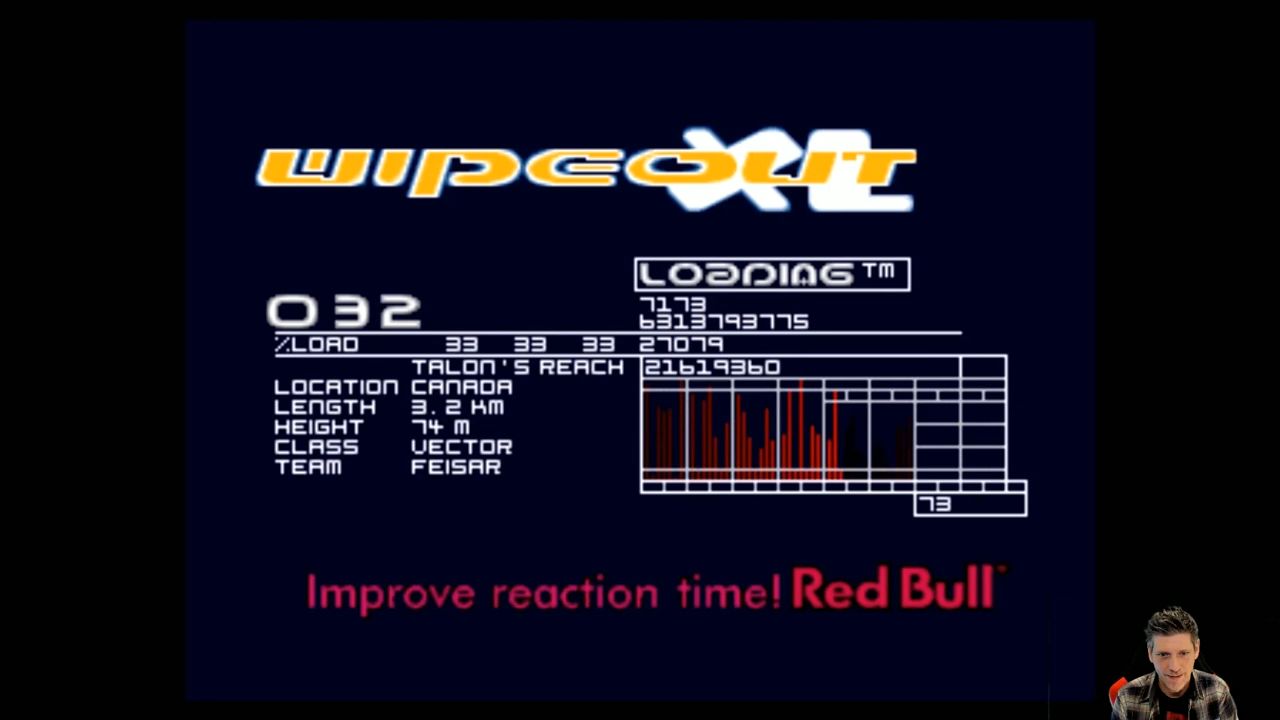 WIPEOUT XL
LOADING™
032
7173
6313793775
%LOAD 33 33 33 27079
TALON'S REACH 21619360
LOCATION CANADA
LENGTH 3.2 KM
HEIGHT 74 M
CLASS VECTOR
TEAM FEISAR
73
Improve reaction time! Red Bull™